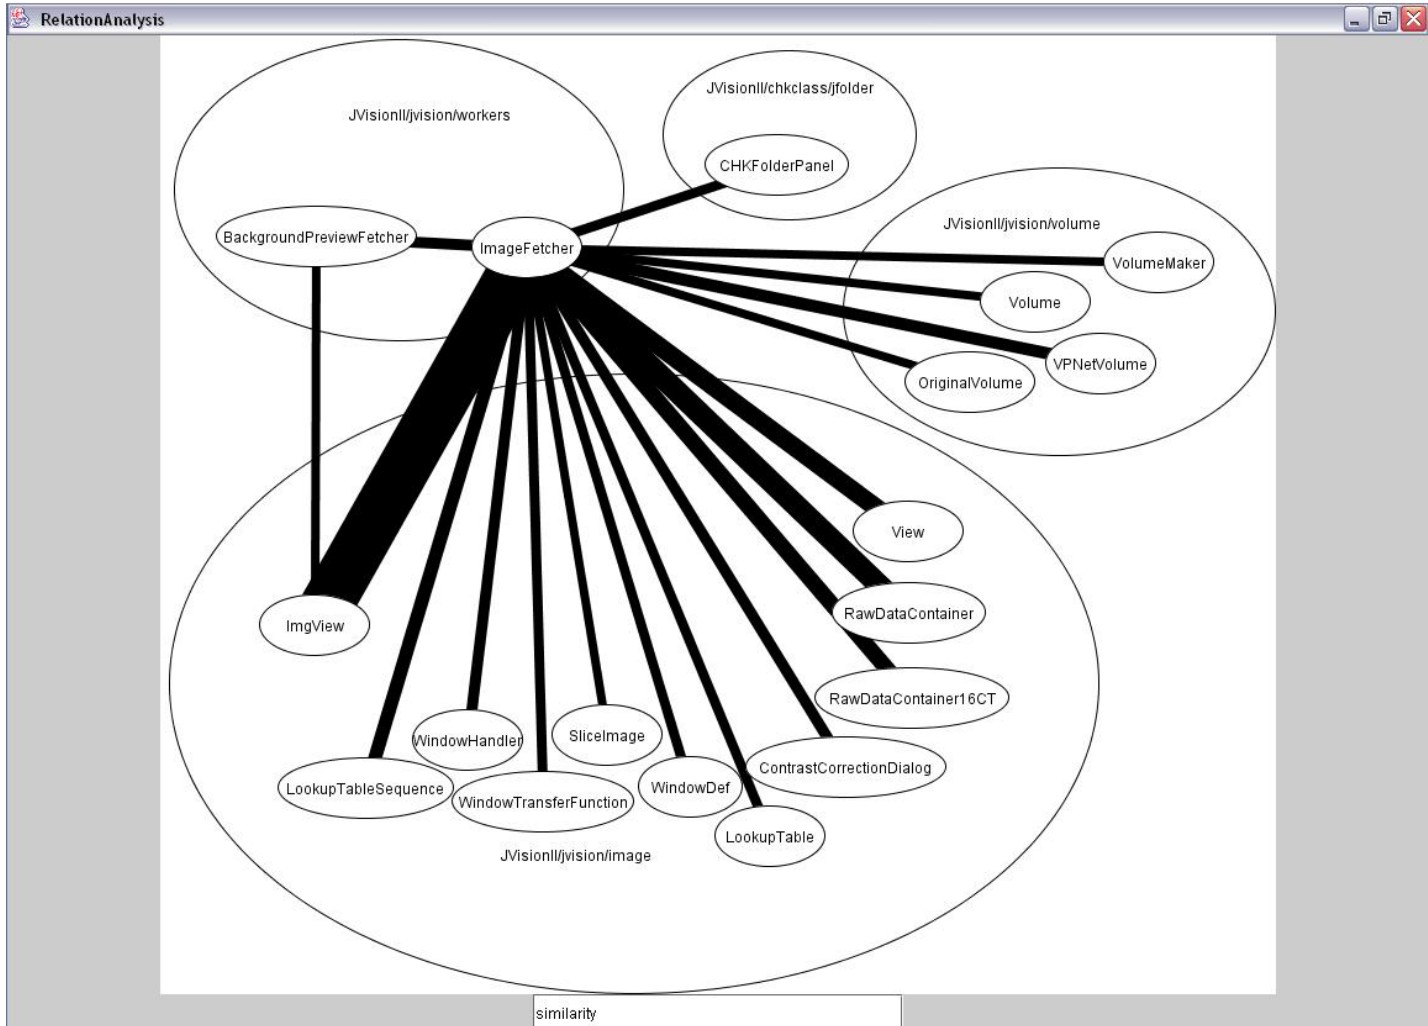 RelationAnalysis
JVisionII/chkclass/jfolder
JVisionII/jvision/workers
CHKFolderPanel
JVisionII/jvision/volume
BackgroundPreviewFetcher
ImageFetcher
VolumeMaker
Volume
VPNetVolume
OriginalVolume
View
RawDataContainer
ImgView
RawDataContainer16CT
SliceImage
WindowHandler
ContrastCorrectionDialog
LookupTableSequence
WindowDef
WindowTransferFunction
LookupTable
JVisionII/jvision/image
similarity